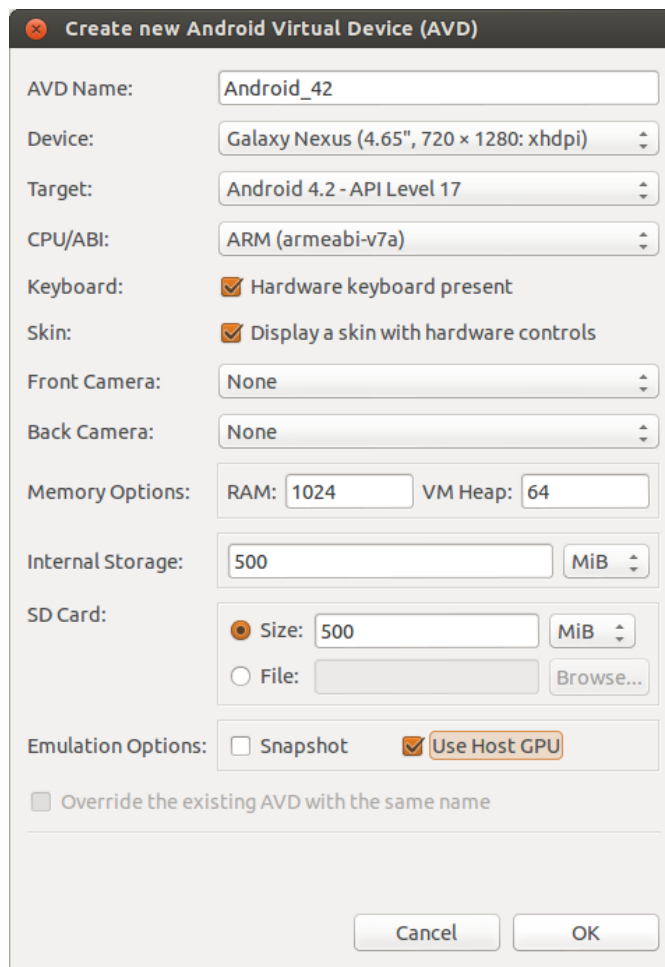 Create new Android Virtual Device (AVD)
AVD Name: Android_42
Device: Galaxy Nexus (4.65", 720 × 1280: xhdpi)
Target: Android 4.2 - API Level 17
CPU/ABI: ARM (armeabi-v7a)
Keyboard: Hardware keyboard present
Skin: Display a skin with hardware controls
Front Camera: None
Back Camera: None
Memory Options: RAM: 1024 VM Heap: 64
Internal Storage: 500 MiB
SD Card:
Size: 500 MiB
File: Browse...
Emulation Options: Snapshot Use Host GPU
Override the existing AVD with the same name
Cancel OK